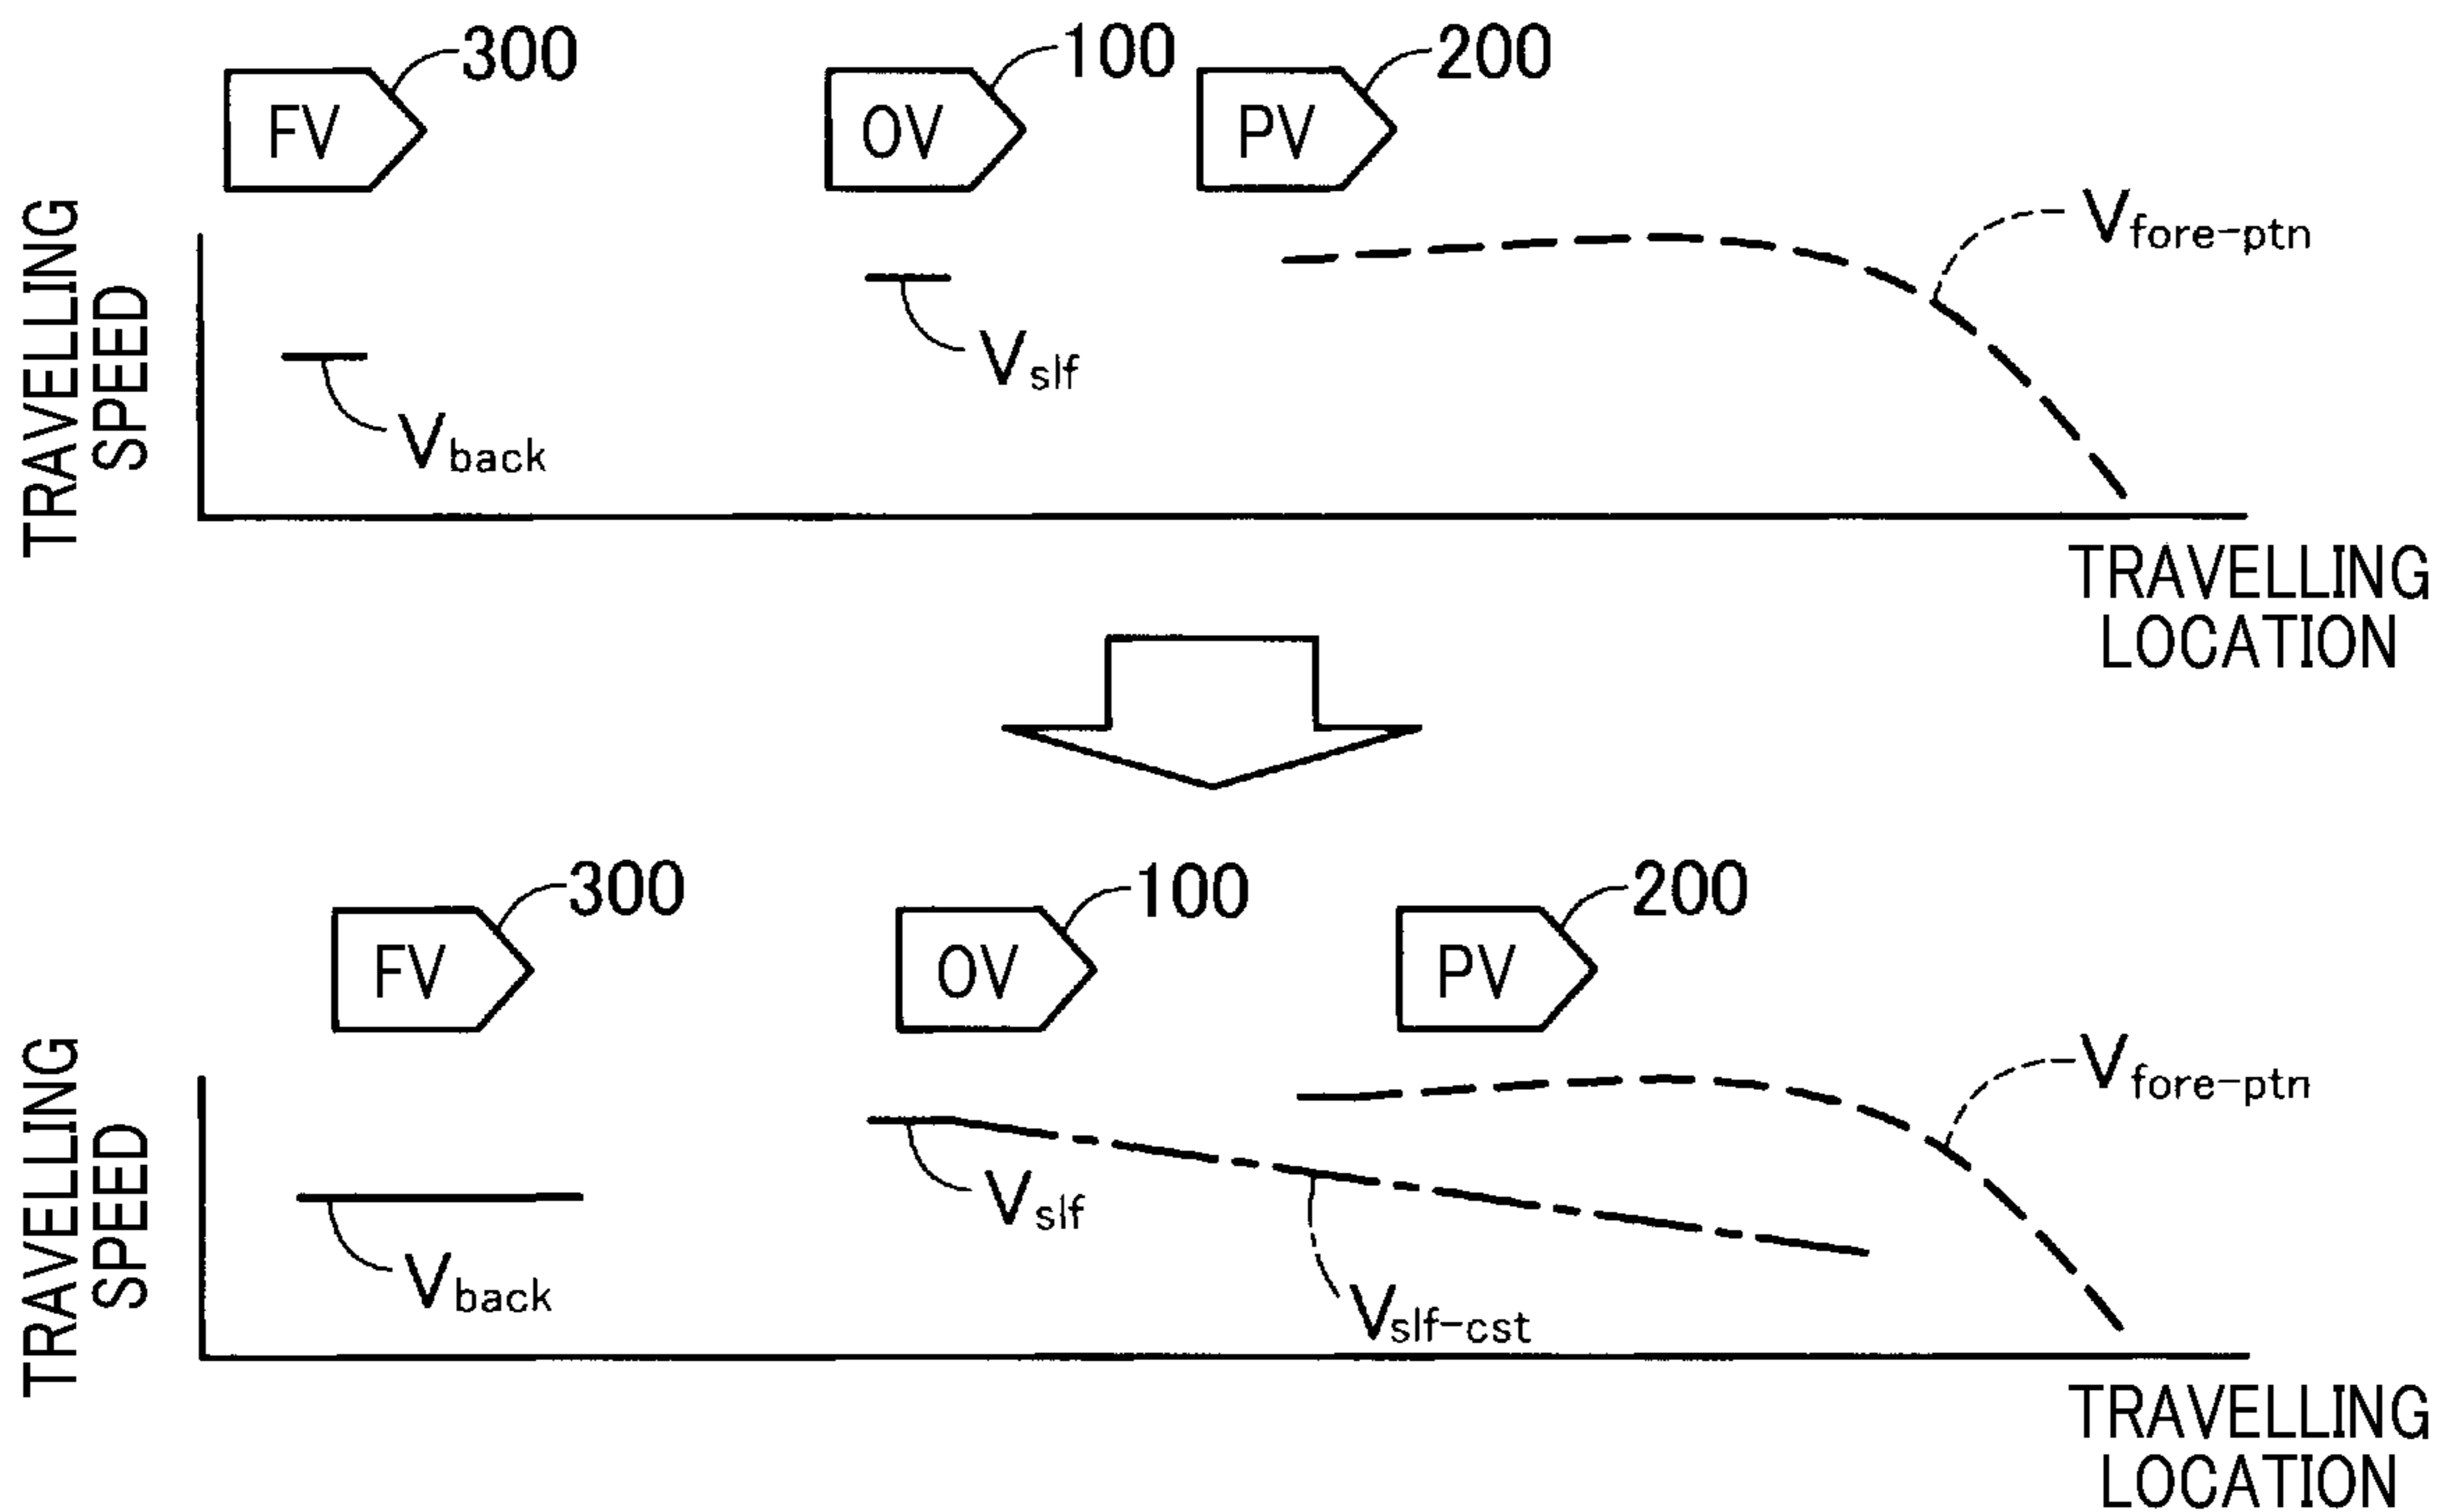 300
100
200
FV
OV
PV
TRAVELLING
SPEED
Vfore-ptn
Vslf
Vback
TRAVELLING
LOCATION
300
100
200
FV
OV
PV
TRAVELLING
SPEED
Vfore-ptn
Vslf
Vback
Vslf-cst
TRAVELLING
LOCATION